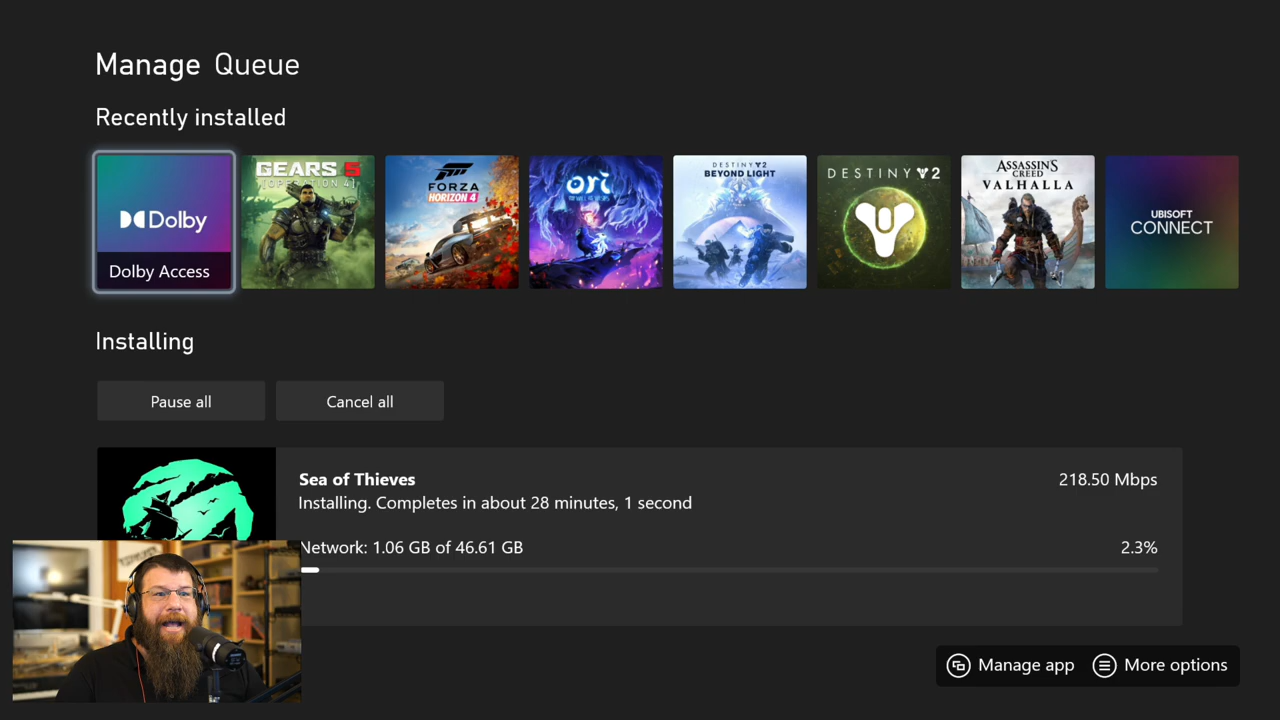 Manage Queue
Recently installed
Dolby
Dolby Access
GEARS 5
[OPERATION 4]
FORZA
HORIZON 4
ori
DESTINY 2
BEYOND LIGHT
DESTINY 2
ASSASSIN'S
CREED
VALHALLA
UBISOFT
CONNECT
Installing
Pause all
Cancel all
Sea of Thieves
218.50 Mbps
Installing. Completes in about 28 minutes, 1 second
Network: 1.06 GB of 46.61 GB
2.3%
Manage app
More options